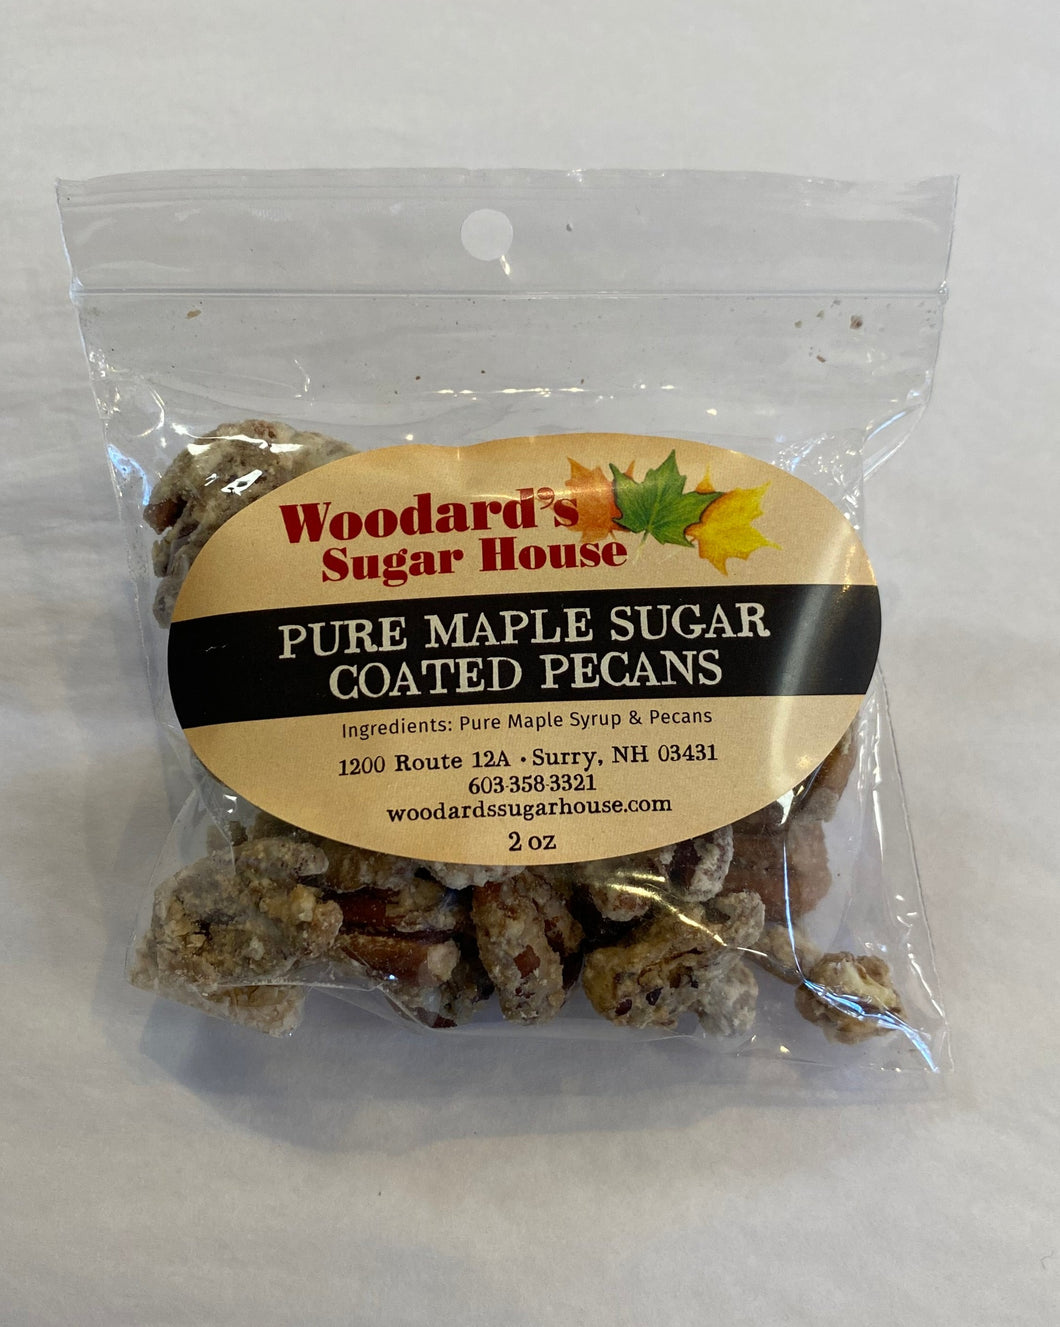 Woodard's
Sugar House
PURE MAPLE SUGAR
COATED PECANS
Ingredients: Pure Maple Syrup & Pecans
1200 Route 12A • Surry, NH 03431
603-358-3321
woodardssugarhouse.com
2 oz